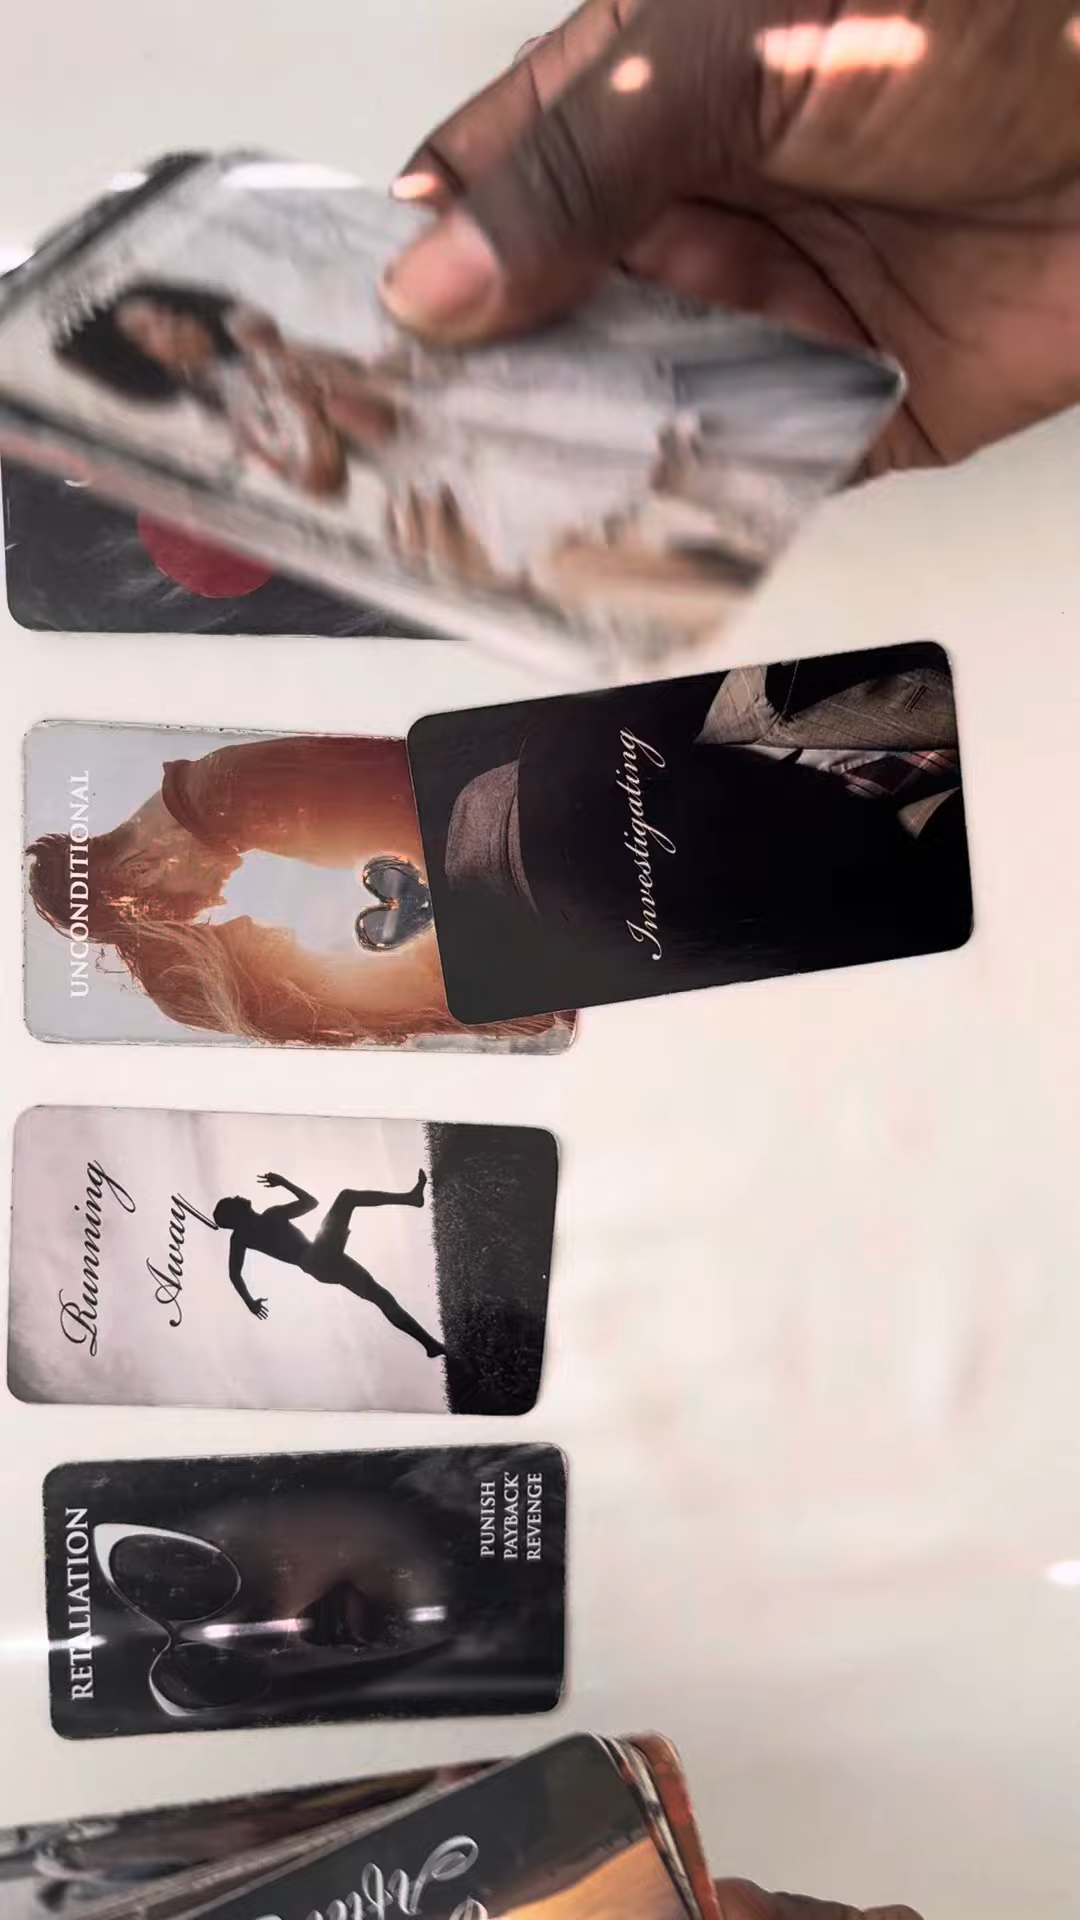 UNCONDITIONAL
Investigating
Running
Away
RETALIATION
PUNISH
PAYBACK
REVENGE